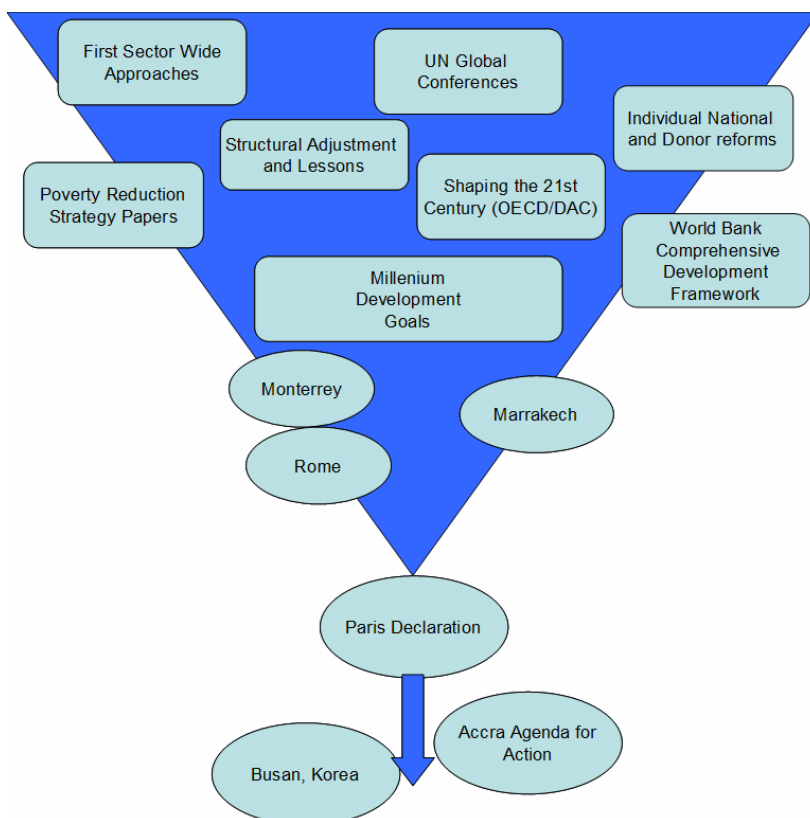 First Sector Wide
Approaches
UN Global
Conferences
Individual National
and Donor reforms
Structural Adjustment
and Lessons
Poverty Reduction
Strategy Papers
Shaping the 21st
Century (OECD/DAC)
World Bank
Comprehensive
Development
Framework
Millenium
Development
Goals
Monterrey
Marrakech
Rome
Paris Declaration
Accra Agenda for
Action
Busan, Korea